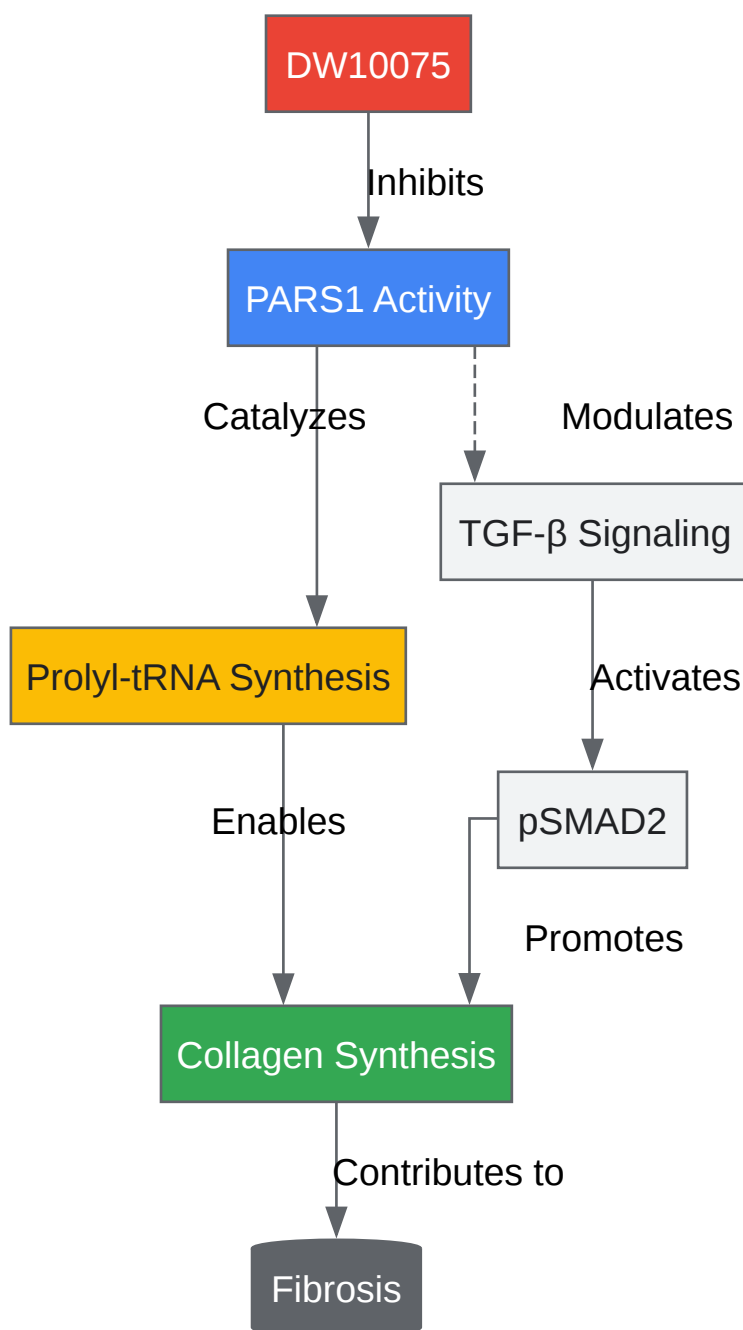 DW10075
Inhibits
PARS1 Activity
Catalyzes
Modulates
TGF-β Signaling
Prolyl-tRNA Synthesis
Activates
Enables
pSMAD2
Promotes
Collagen Synthesis
Contributes to
Fibrosis